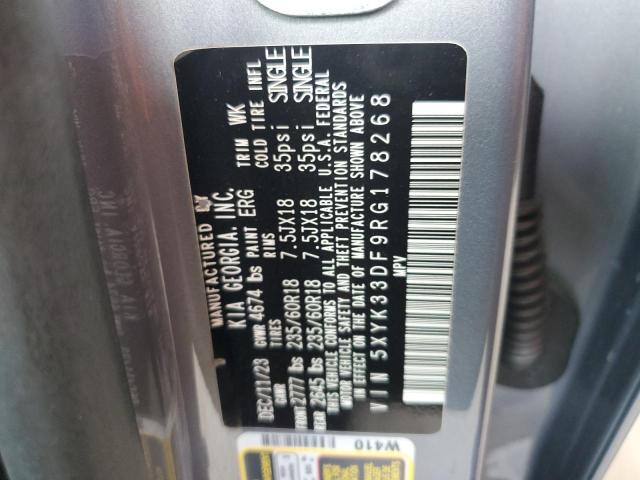 MANUFACTURED BY
KIA GEORGIA. INC.
DEC/11/23 GVWR 4674 lbs PAINT ERG TRIM WK
GAWR TIRES RIMS COLD TIRE INFL
FRONT 2777 lbs 235/60R18 7.5JX18 35psi SINGLE
REAR 2645 lbs 235/60R18 7.5JX18 35psi SINGLE
THIS VEHICLE CONFORMS TO ALL APPLICABLE U.S.A. FEDERAL
MOTOR VEHICLE SAFETY AND THEFT PREVENTION STANDARDS
IN EFFECT ON THE DATE OF MANUFACTURE SHOWN ABOVE
VIN 5XYK33DF9RG178268
MPV
W410